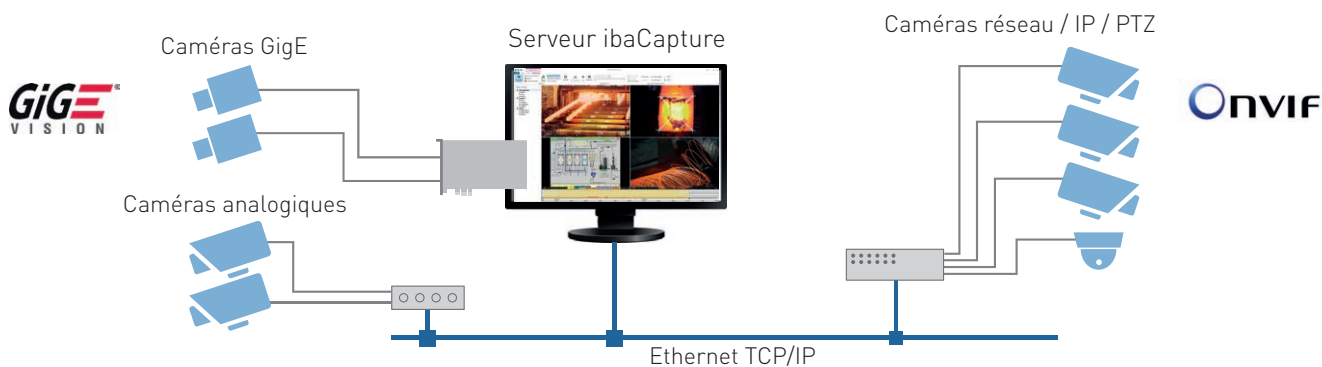 Caméras GigE
Serveur ibaCapture
Caméras réseau / IP / PTZ
GiGE
VISION
ONVIF
Caméras analogiques
Ethernet TCP/IP